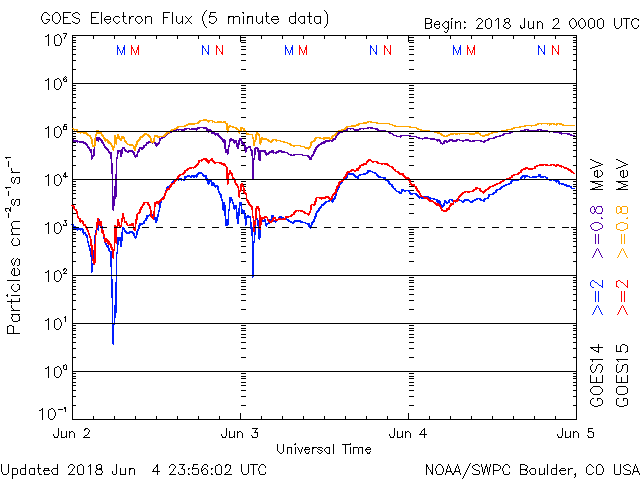 GOES Electron Flux (5 minute data)
Begin: 2018 Jun 2 0000 UTC
10⁷
M M N N M M N N M M N N
10⁶
10⁵
10⁴
10³
10²
10¹
10⁰
10⁻¹
Particles cm⁻²s⁻¹sr⁻¹
Jun 2 Jun 3 Jun 4 Jun 5
Universal Time
GOES14 >=2 >=0.8 MeV
GOES15 >=2 >=0.8 MeV
Updated 2018 Jun 4 23:56:02 UTC
NOAA/SWPC Boulder, CO USA